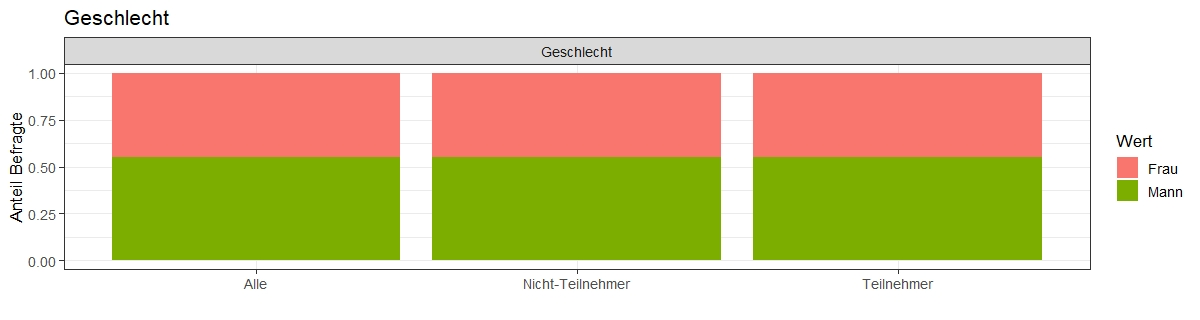 Geschlecht
Geschlecht
Anteil Befragte
1.00
0.75
0.50
0.25
0.00
Alle
Nicht-Teilnehmer
Teilnehmer
Wert
Frau
Mann